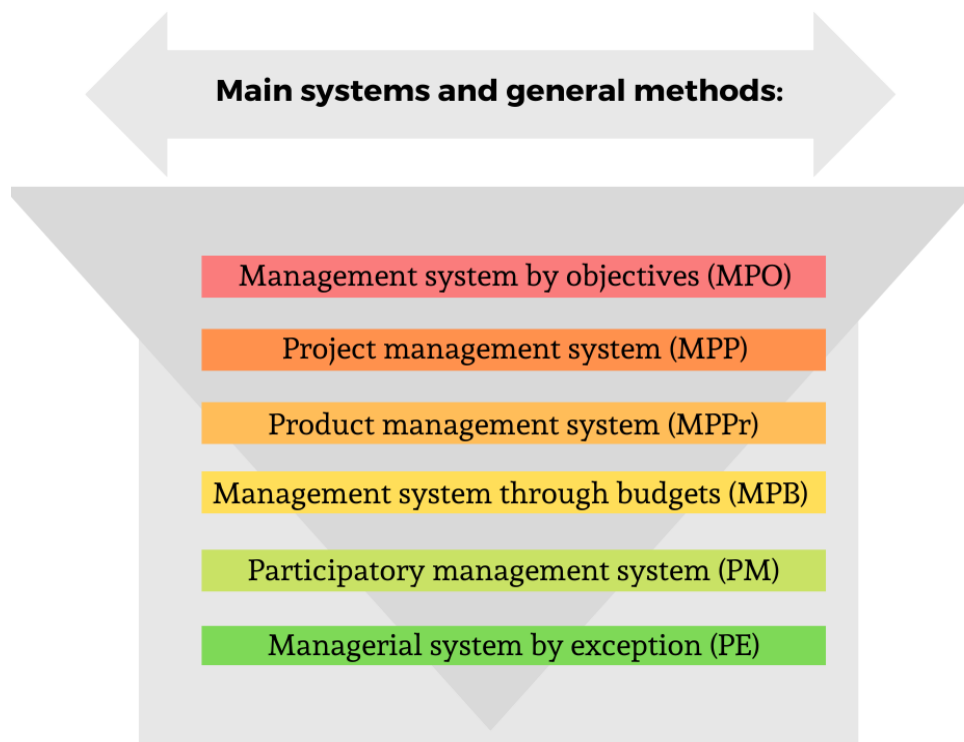 Main systems and general methods:
Management system by objectives (MPO)
Project management system (MPP)
Product management system (MPPr)
Management system through budgets (MPB)
Participatory management system (PM)
Managerial system by exception (PE)